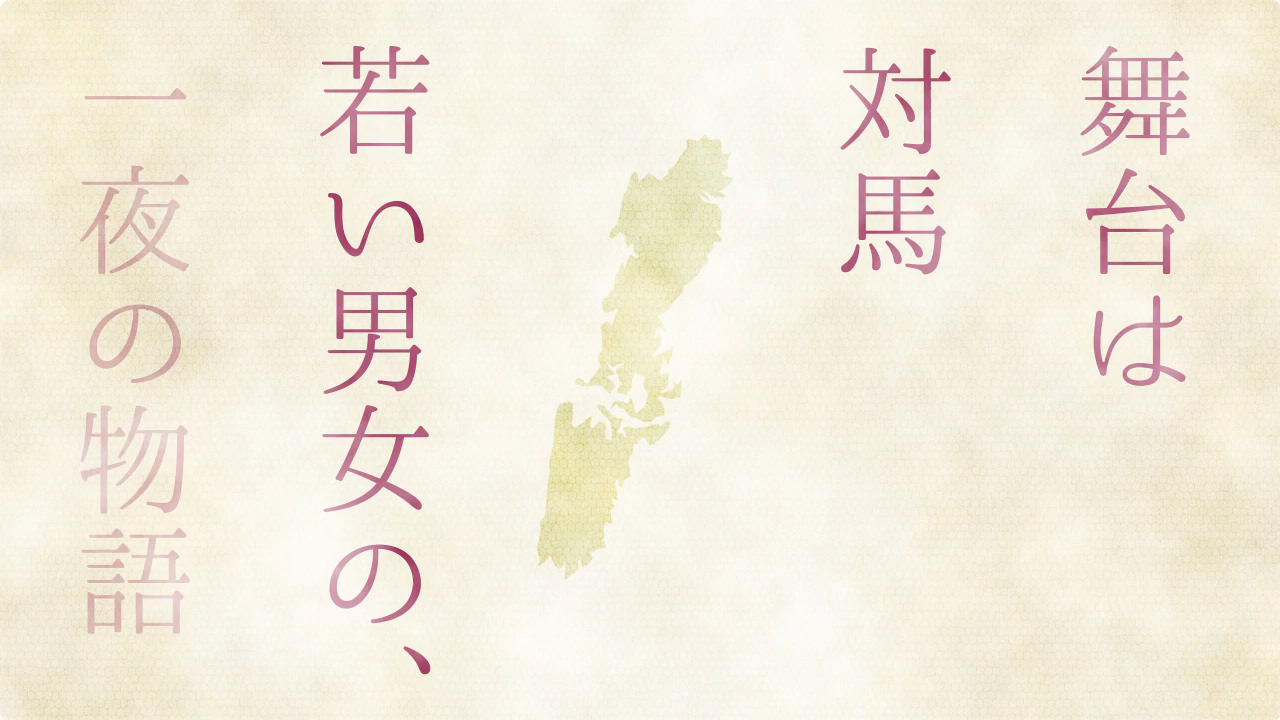 舞台は
対馬
若い男女の、
一夜の物語